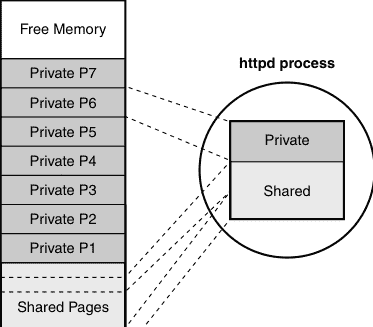 Free Memory
Private P7
Private P6
Private P5
Private P4
Private P3
Private P2
Private P1
Shared Pages
httpd process
Private
Shared